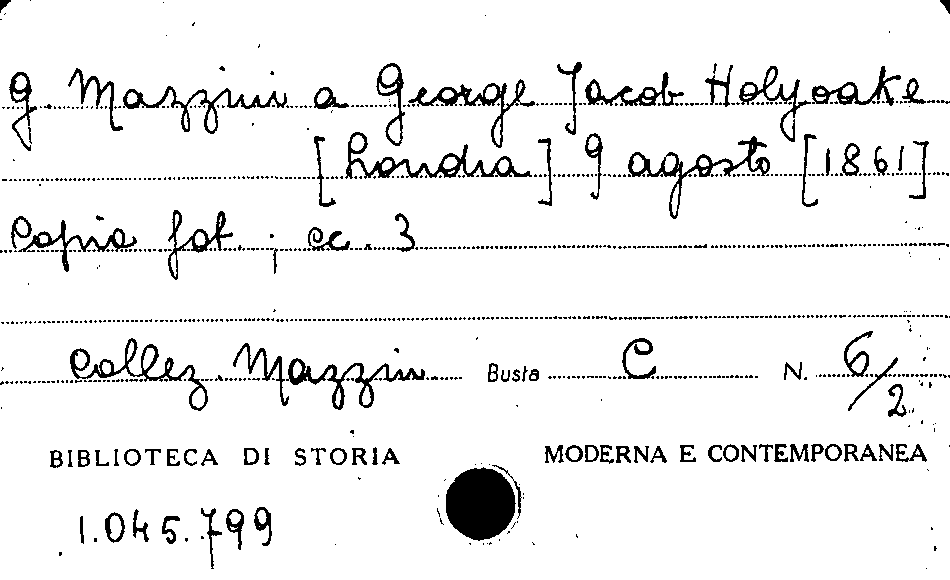 G. Mazzini a George Jacob Holyoake
[Londra] 9 agosto [1861]
Copia fot. ; cc. 3
Collez. Mazzini Busta C N. 6/2
BIBLIOTECA DI STORIA MODERNA E CONTEMPORANEA
1.045.799